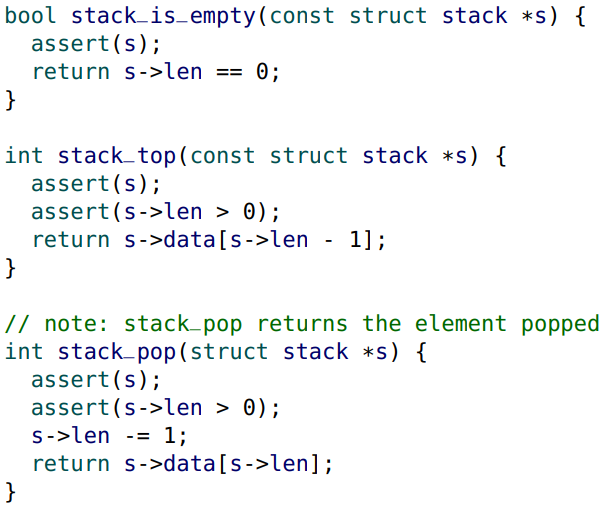 bool stack_is_empty(const struct stack *s) {
  assert(s);
  return s->len == 0;
}

int stack_top(const struct stack *s) {
  assert(s);
  assert(s->len > 0);
  return s->data[s->len - 1];
}

// note: stack_pop returns the element popped
int stack_pop(struct stack *s) {
  assert(s);
  assert(s->len > 0);
  s->len -= 1;
  return s->data[s->len];
}